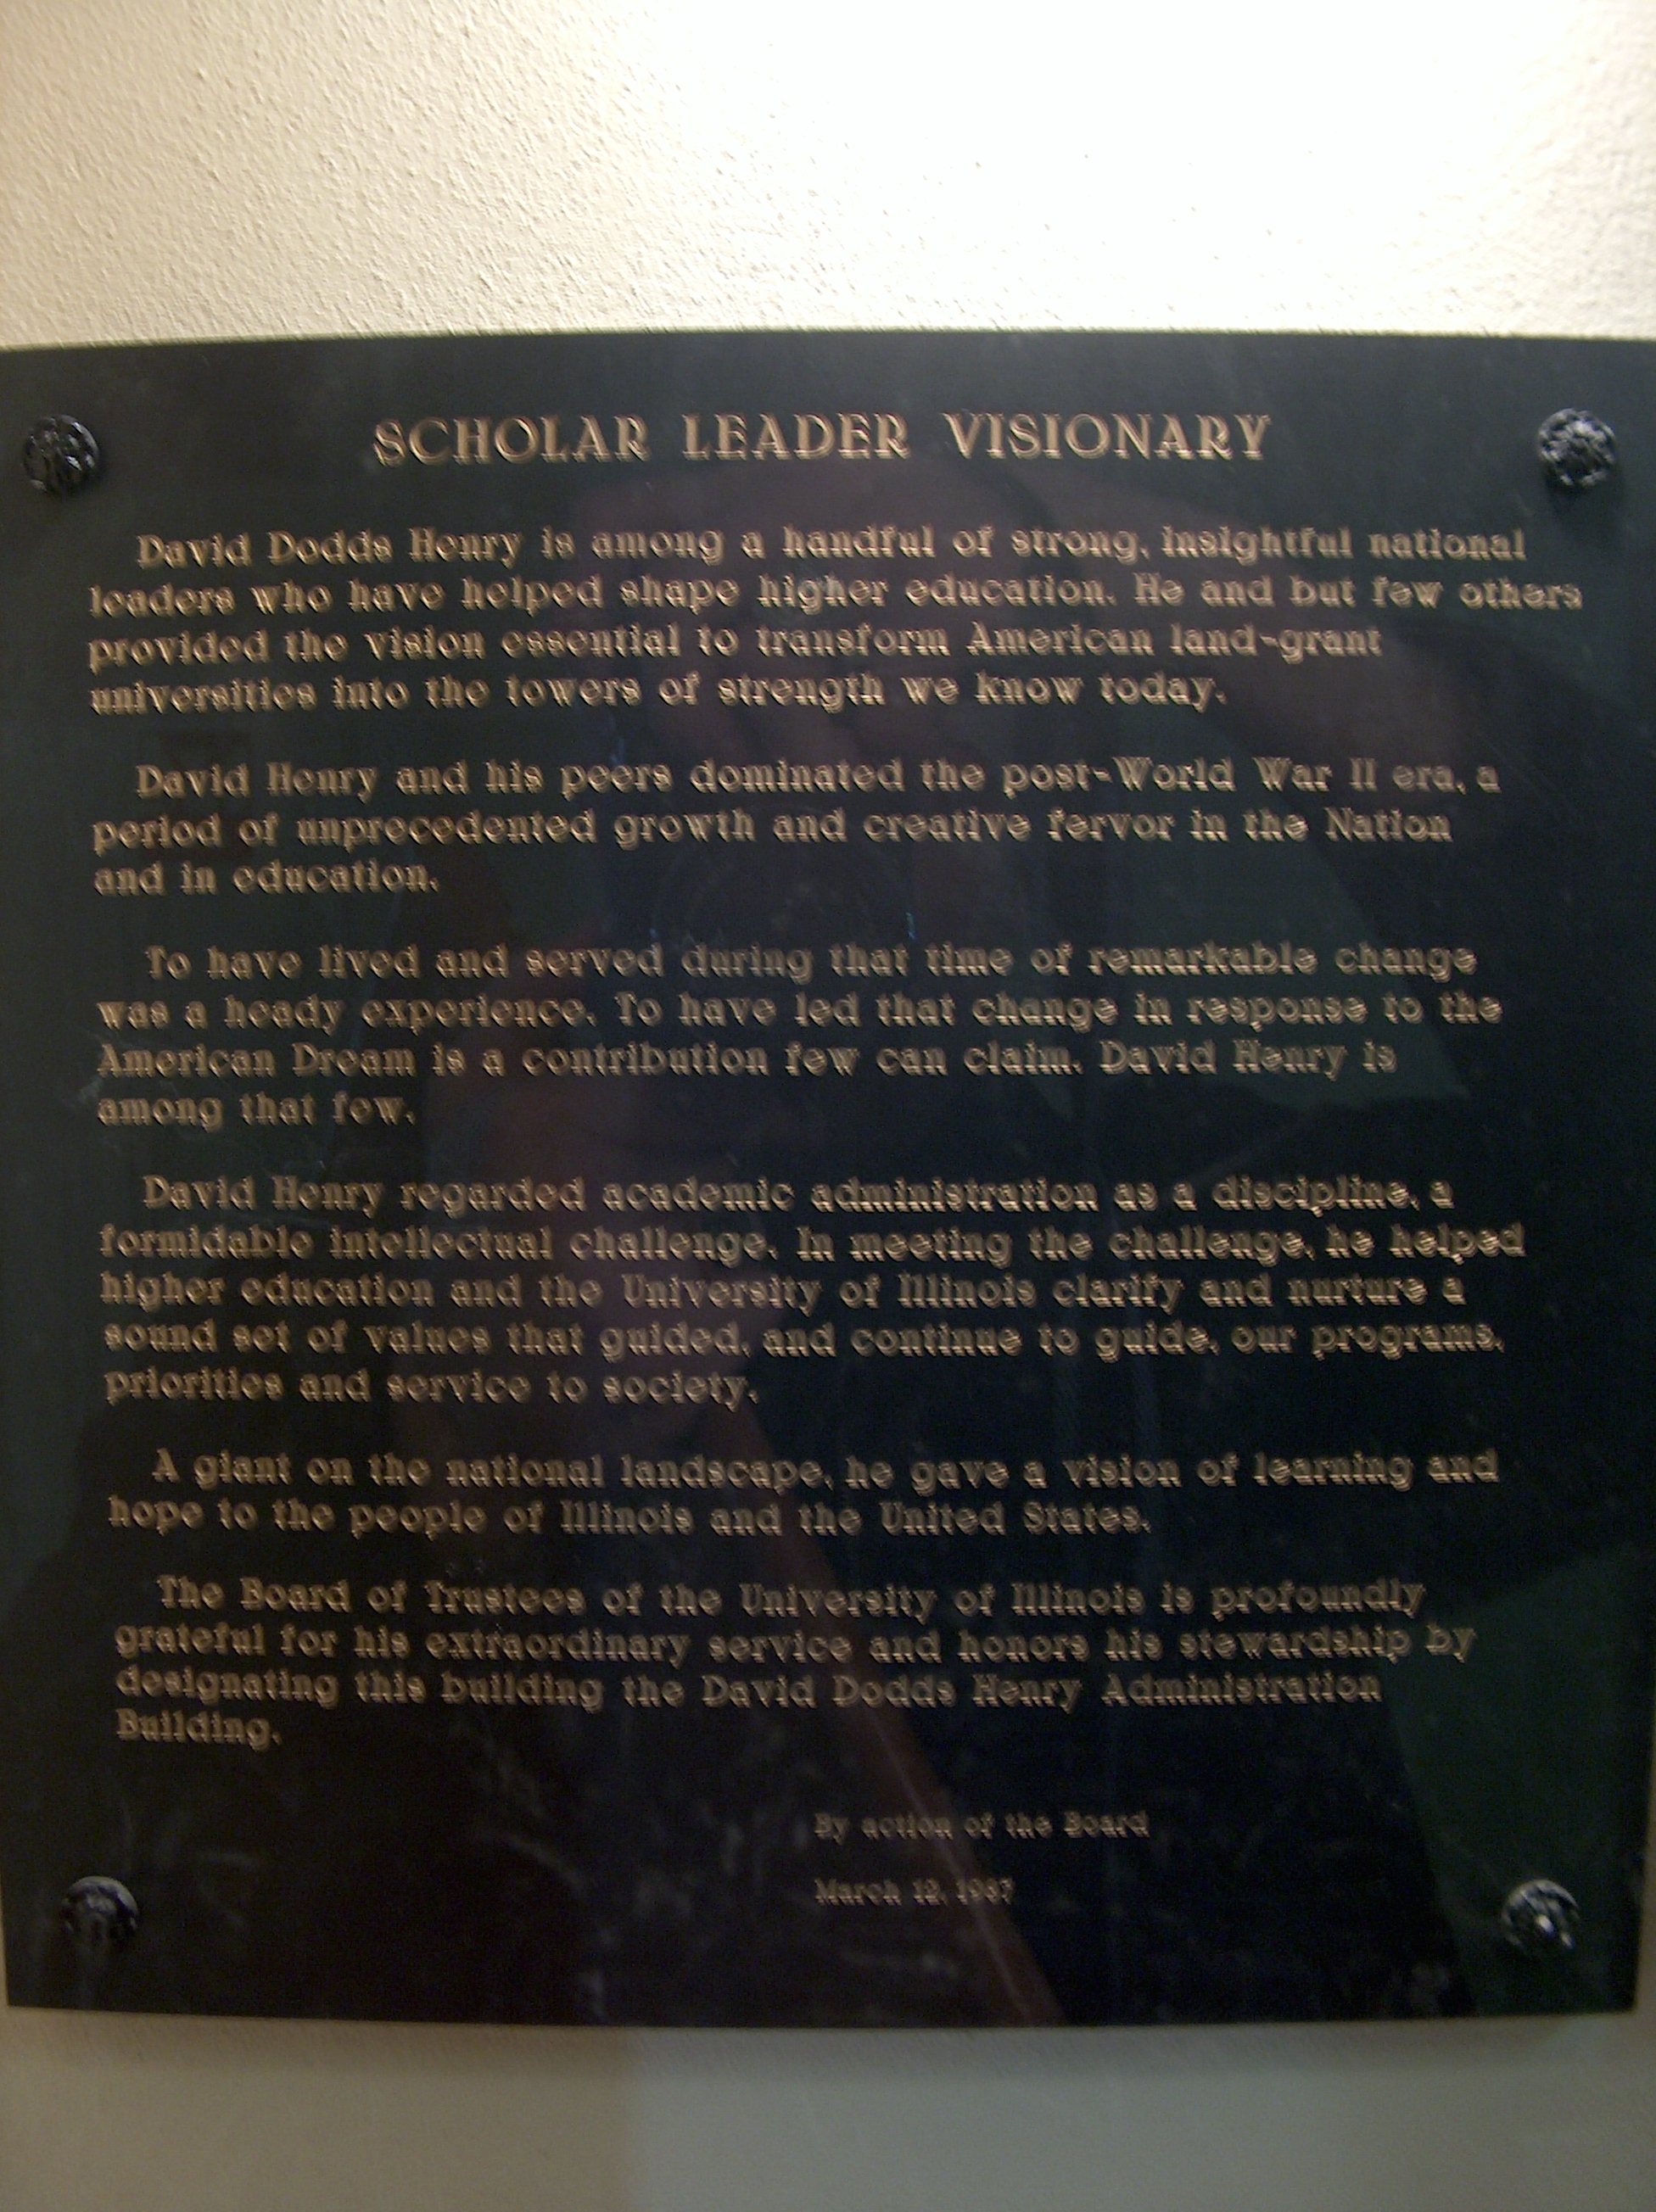 SCHOLAR LEADER VISIONARY
David Dodds Henry is among a handful of strong, insightful national
leaders who have helped shape higher education. He and but few others
provided the vision essential to transform American land-grant
universities into the towers of strength we know today.
David Henry and his peers dominated the post-World War II era, a
period of unprecedented growth and creative fervor in the Nation
and in education.
To have lived and served during that time of remarkable change
was a heady experience. To have led that change in response to the
American Dream is a contribution few can claim. David Henry is
among that few.
David Henry regarded academic administration as a discipline, a
formidable intellectual challenge. In meeting the challenge, he helped
higher education and the University of Illinois clarify and nurture a
sound set of values that guided, and continue to guide, our programs,
priorities and service to society.
A giant on the national landscape, he gave a vision of learning and
hope to the people of Illinois and the United States.
The Board of Trustees of the University of Illinois is profoundly
grateful for his extraordinary service and honors his stewardship by
designating this building the David Dodds Henry Administration
Building.
By action of the Board
March 12, 1987